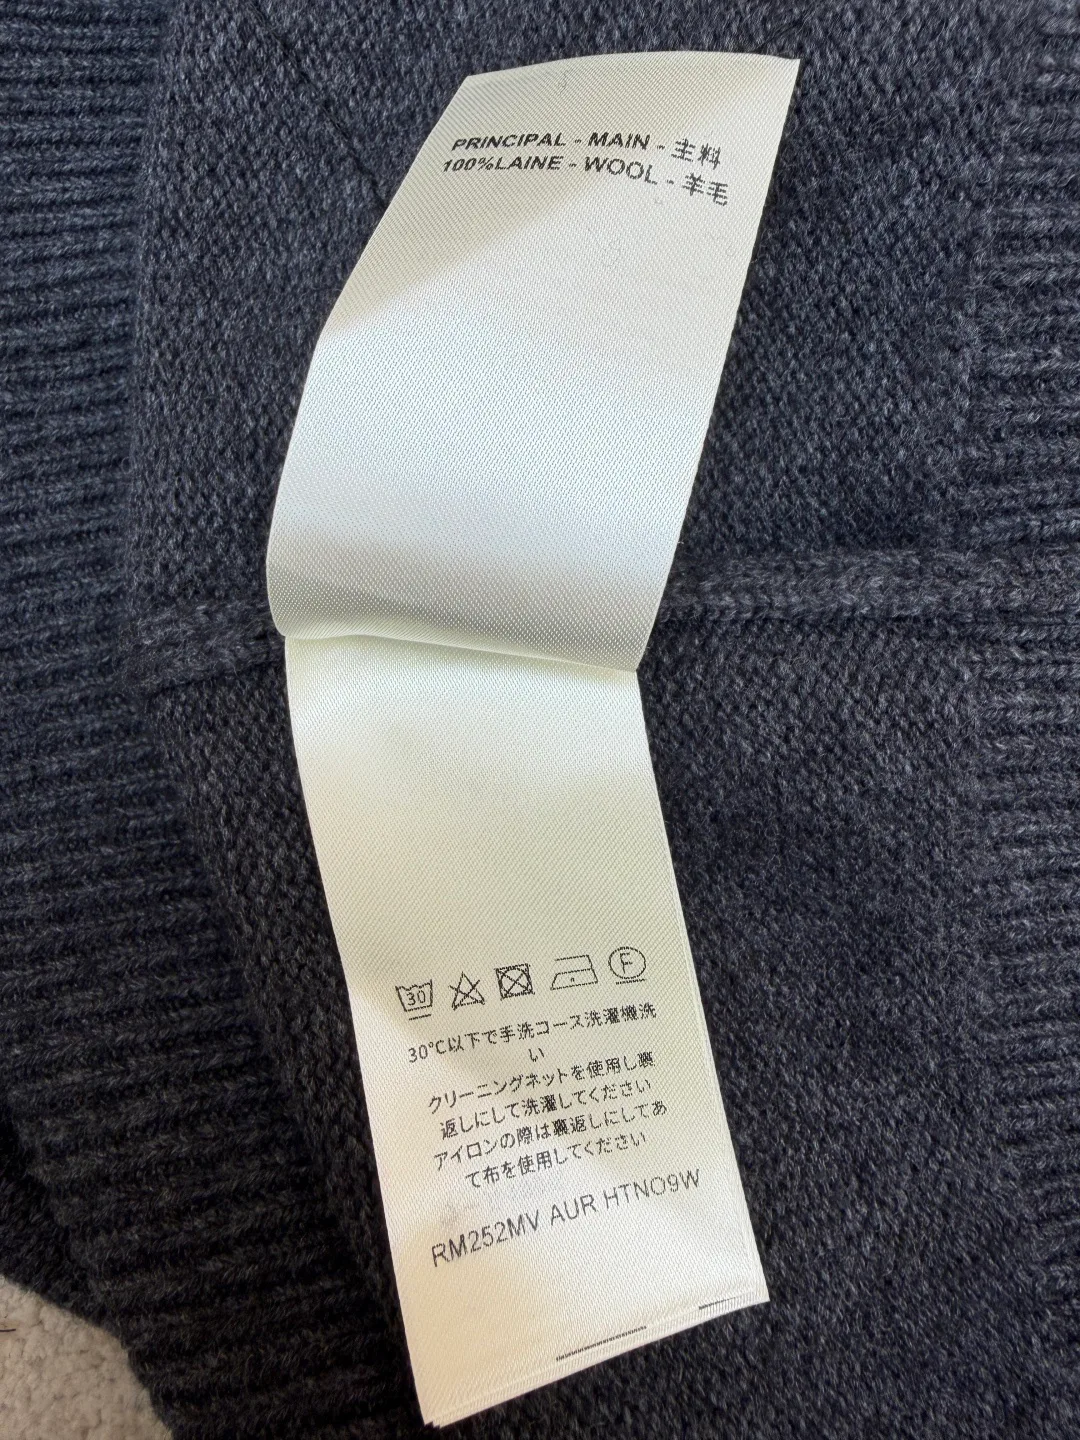 PRINCIPAL - MAIN - 主料
100%LAINE - WOOL - 羊毛
30
F
30℃以下で手洗コース洗濯機洗
い
クリーニングネットを使用し裏
返しにして洗濯してください
アイロンの際は裏返しにしてあ
て布を使用してください
RM252MV AUR HTNO9W